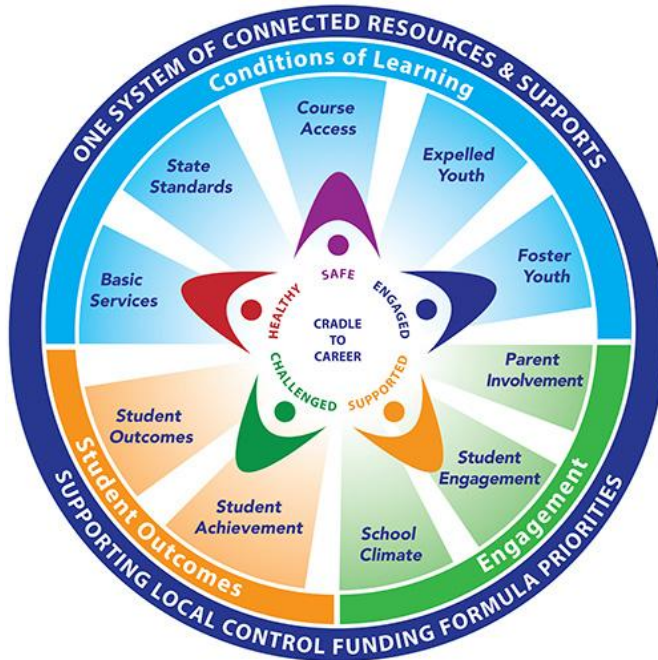 ONE SYSTEM OF CONNECTED RESOURCES & SUPPORTS
Conditions of Learning
Basic
Services
State
Standards
Course
Access
Expelled
Youth
Foster
Youth
HEALTHY
SAFE
ENGAGED
CRADLE
TO
CAREER
CHALLENGED
SUPPORTED
Parent
Involvement
Student
Engagement
School
Climate
Engagement
Student
Outcomes
Student
Achievement
Student Outcomes
SUPPORTING LOCAL CONTROL FUNDING FORMULA PRIORITIES